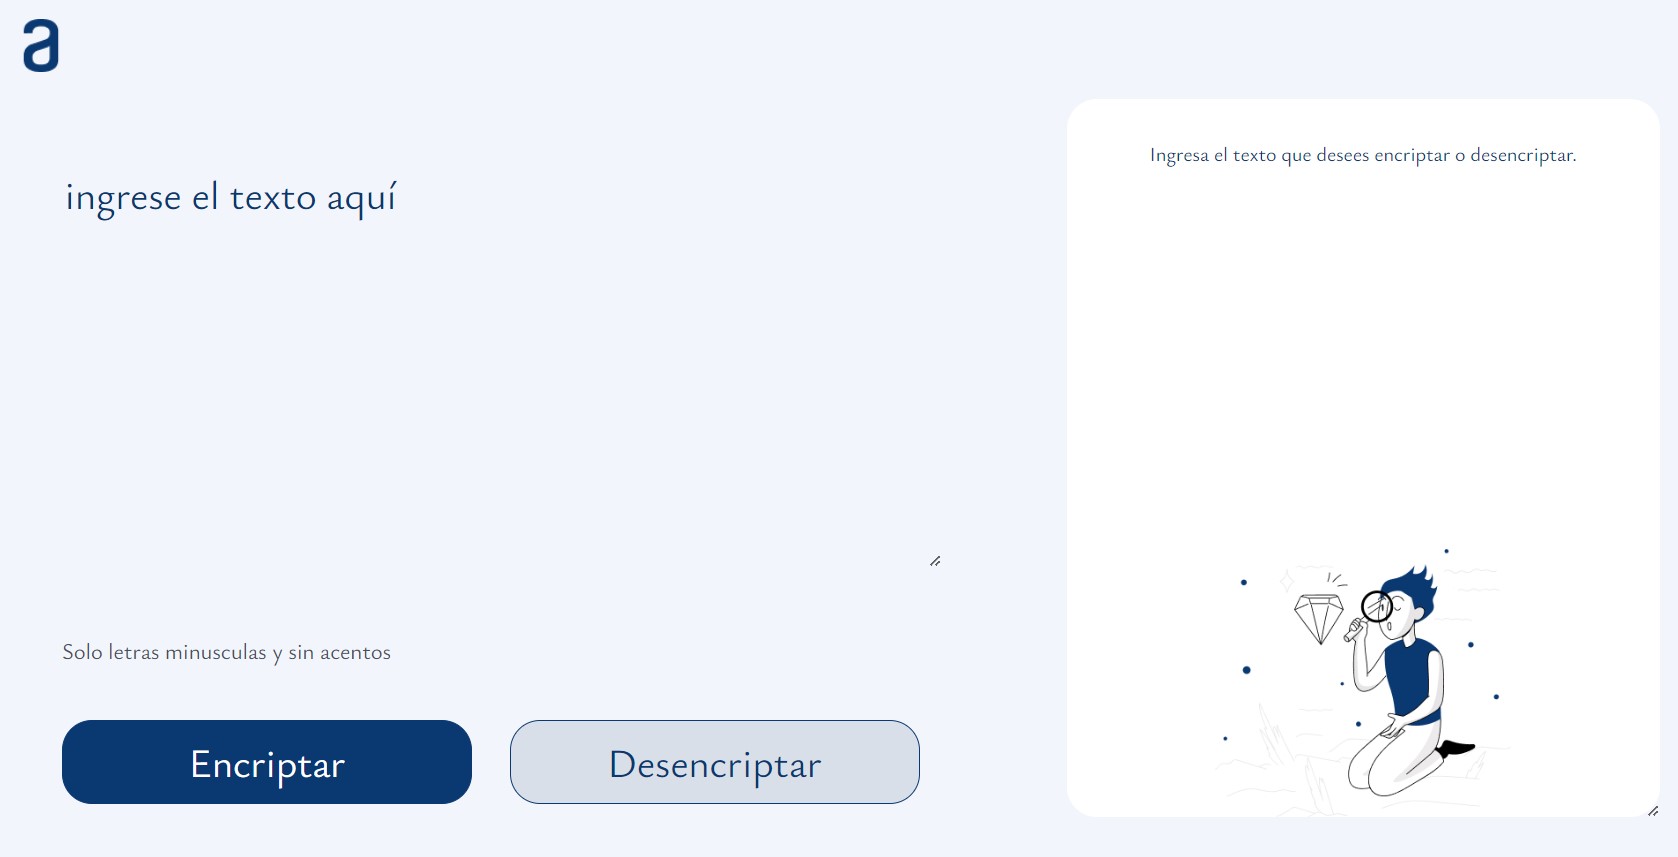 a
ingrese el texto aquí
Solo letras minusculas y sin acentos
Encriptar
Desencriptar
Ingresa el texto que desees encriptar o desencriptar.